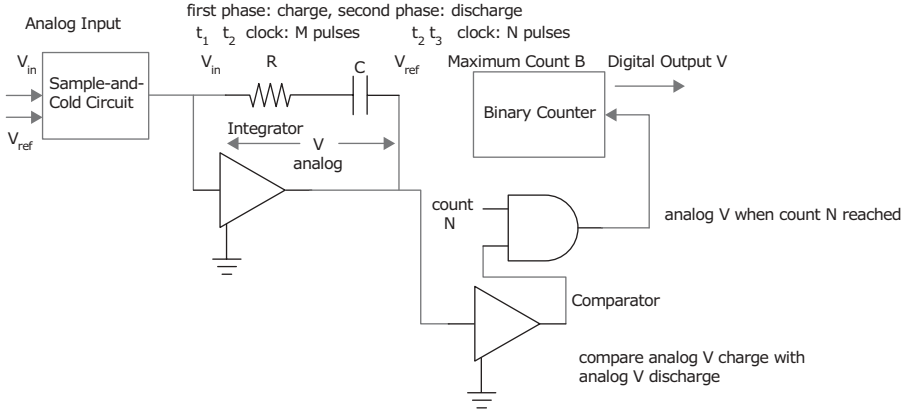 first phase: charge, second phase: discharge
Analog Input
t1 t2 clock: M pulses
t2 t3 clock: N pulses
Vin
Vin
R
C
Vref
Maximum Count B
Digital Output V
Sample-and-
Cold Circuit
Binary Counter
Vref
Integrator
V
analog
count
N
analog V when count N reached
Comparator
compare analog V charge with
analog V discharge